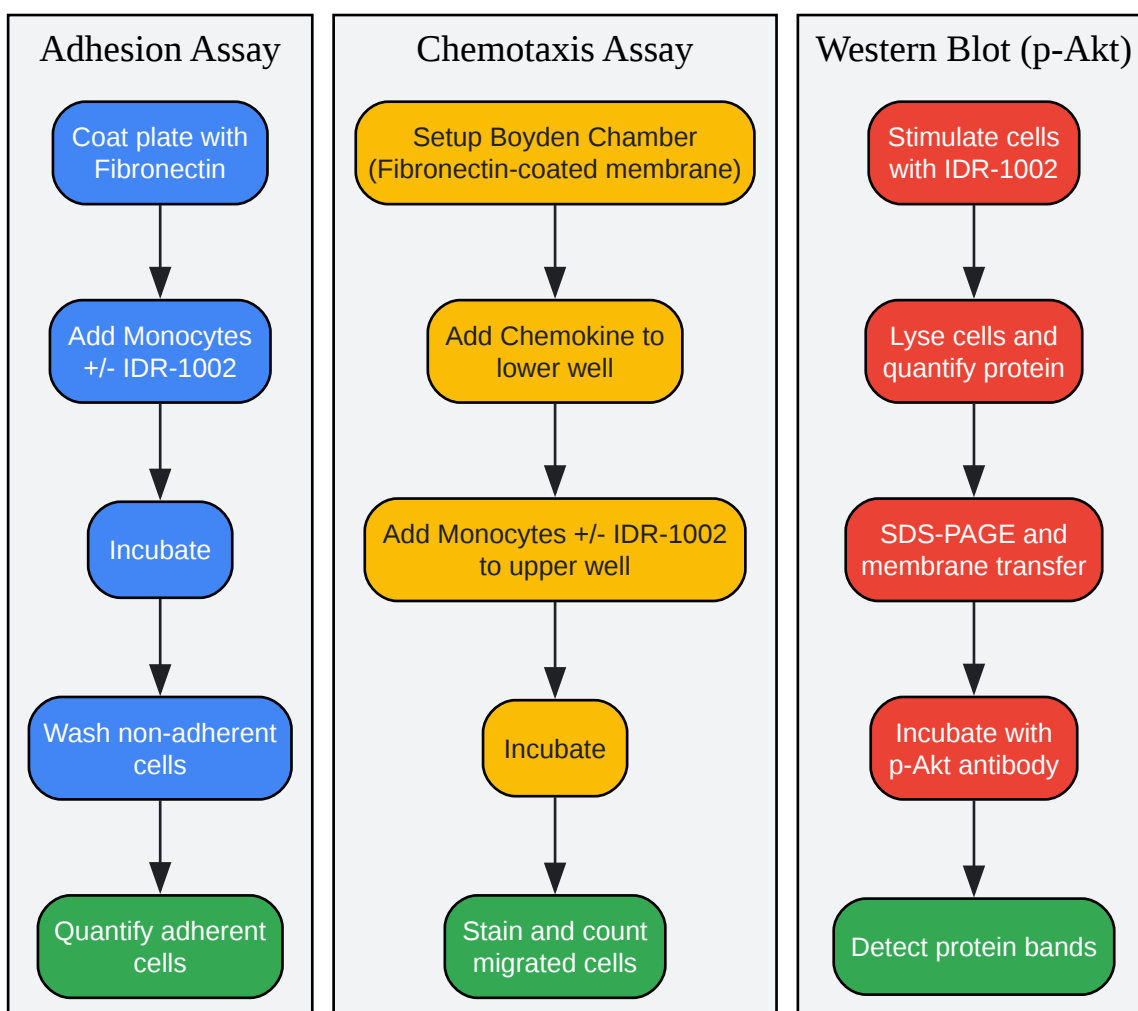 Adhesion Assay
Coat plate with
Fibronectin
Add Monocytes
+/- IDR-1002
Incubate
Wash non-adherent
cells
Quantify adherent
cells
Chemotaxis Assay
Setup Boyden Chamber
(Fibronectin-coated membrane)
Add Chemokine to
lower well
Add Monocytes +/- IDR-1002
to upper well
Incubate
Stain and count
migrated cells
Western Blot (p-Akt)
Stimulate cells
with IDR-1002
Lyse cells and
quantify protein
SDS-PAGE and
membrane transfer
Incubate with
p-Akt antibody
Detect protein bands